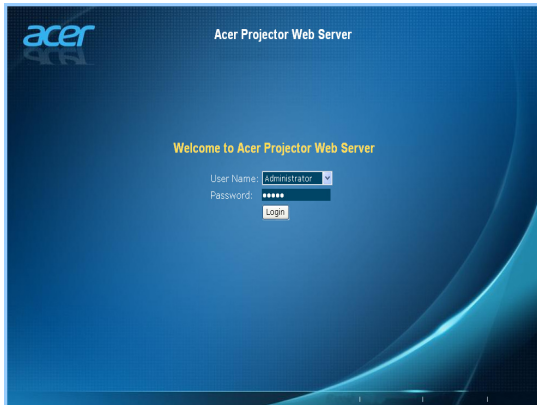 acer
Acer Projector Web Server
Welcome to Acer Projector Web Server
User Name: Administrator
Password: •••••
Login